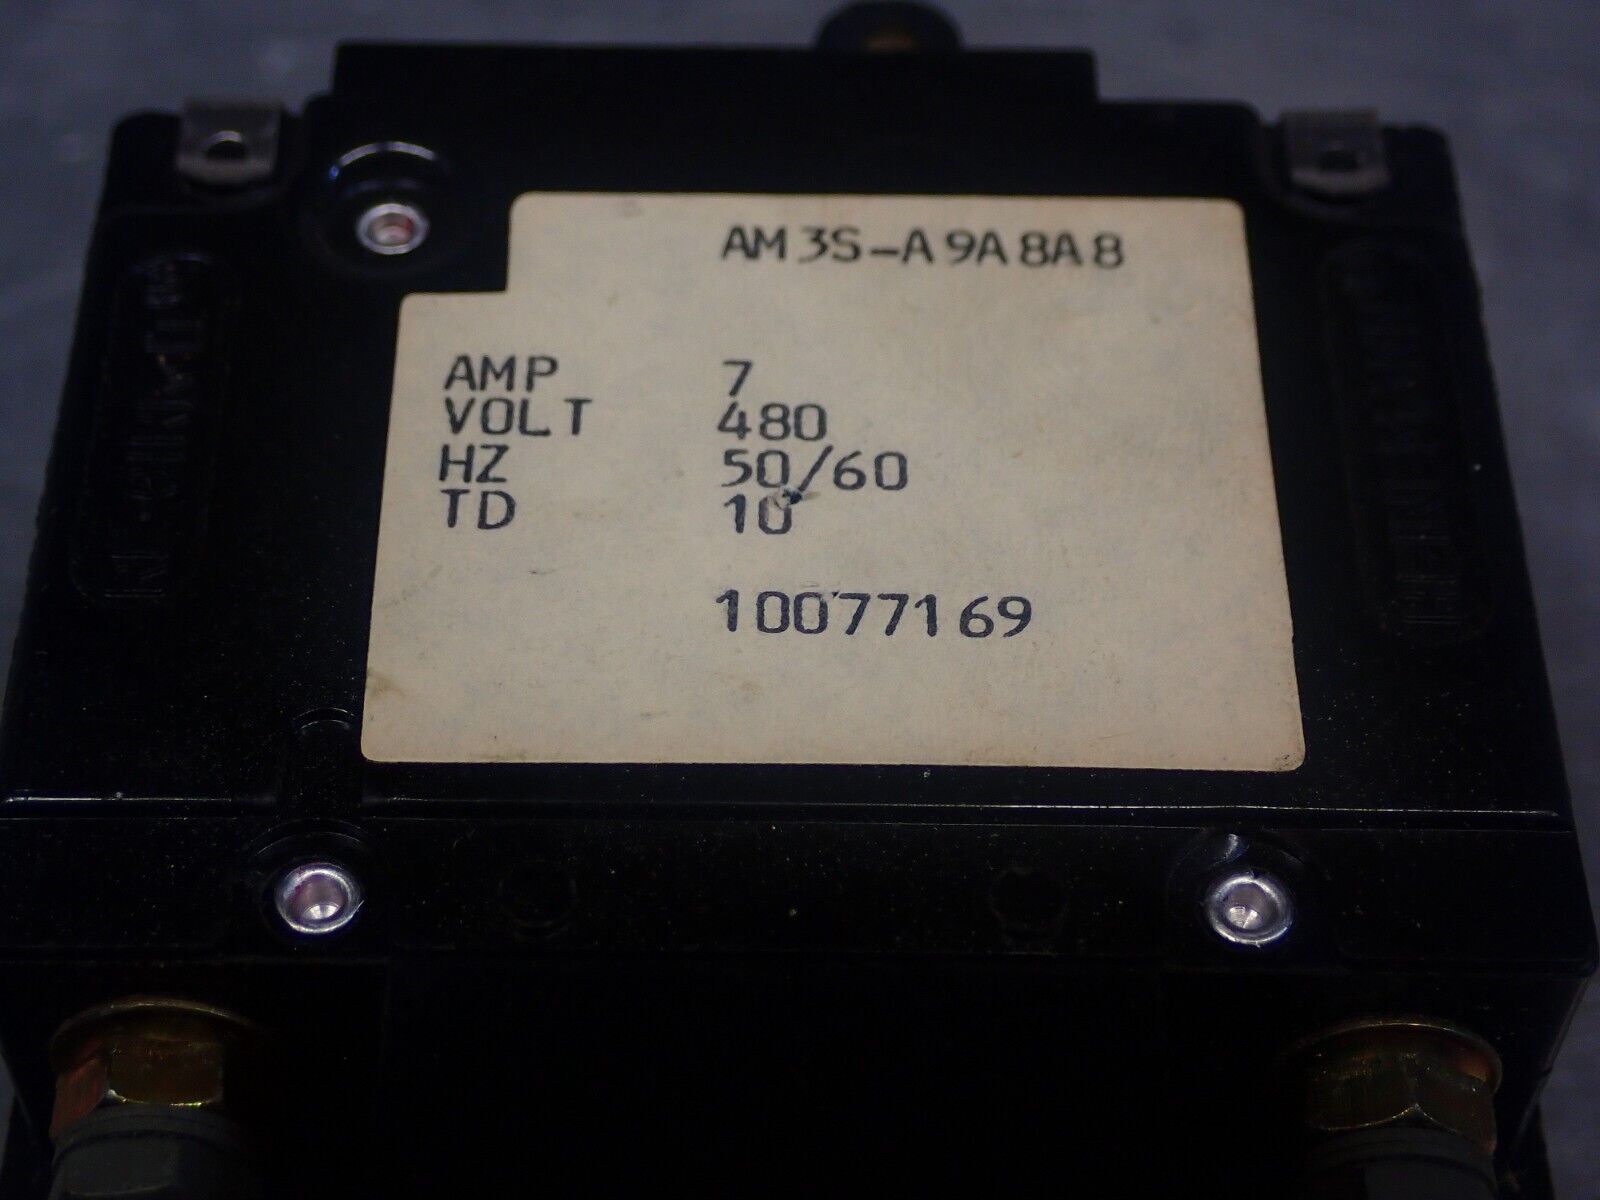 AM3S-A9A8A8
AMP 7
VOLT 480
HZ 50/60
TD 10
10077169